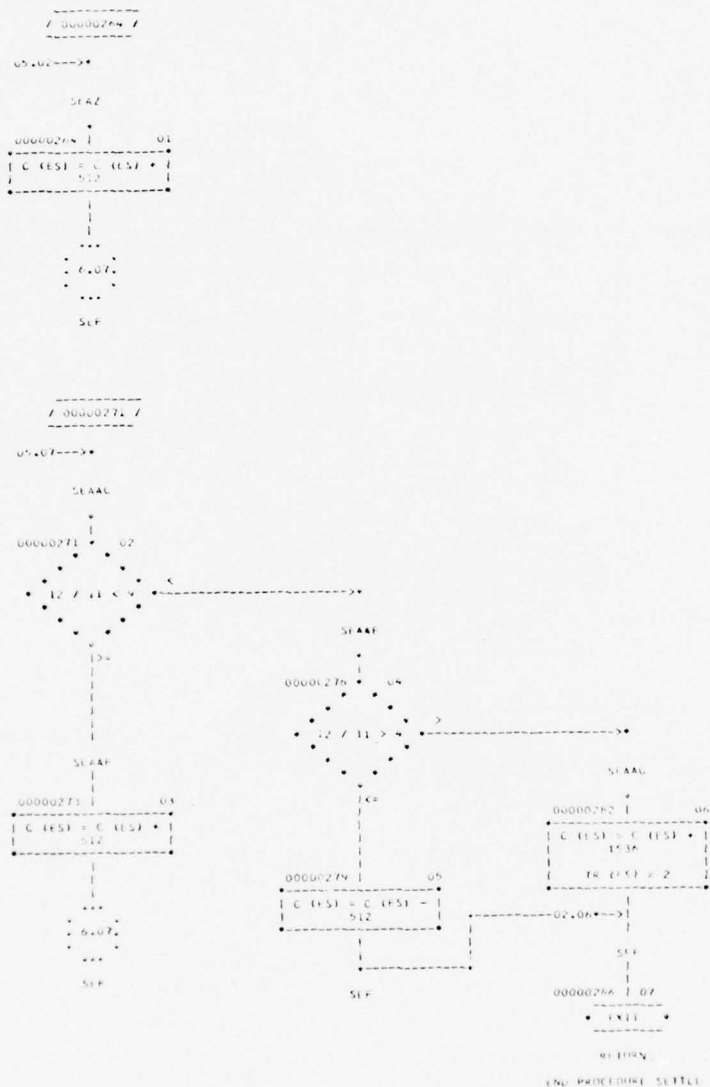 / 00000264 /
05.02--->*
SEAZ
00000264 | 01
| C (ES) = C (ES) + |
512
. 6.07.
SEF
/ 00000271 /
05.07--->*
00000271 02
12 / 11 <
<
SEAAF
|>=
00000276 04
12 / 11 > 4
>
SEAAF
SEAAG
|<=
00000273 | 03
| C (ES) = C (ES) + |
512
00000282 | 06
| C (ES) = C (ES) + |
1536
TR (ES) = 2
00000279 | 05
| C (ES) = C (ES) - |
512
. 6.07.
02.06*-->|
SEF
SEF
SEF
00000286 | 07
* EXIT *
RETURN
END PROCEDURE SETTLE